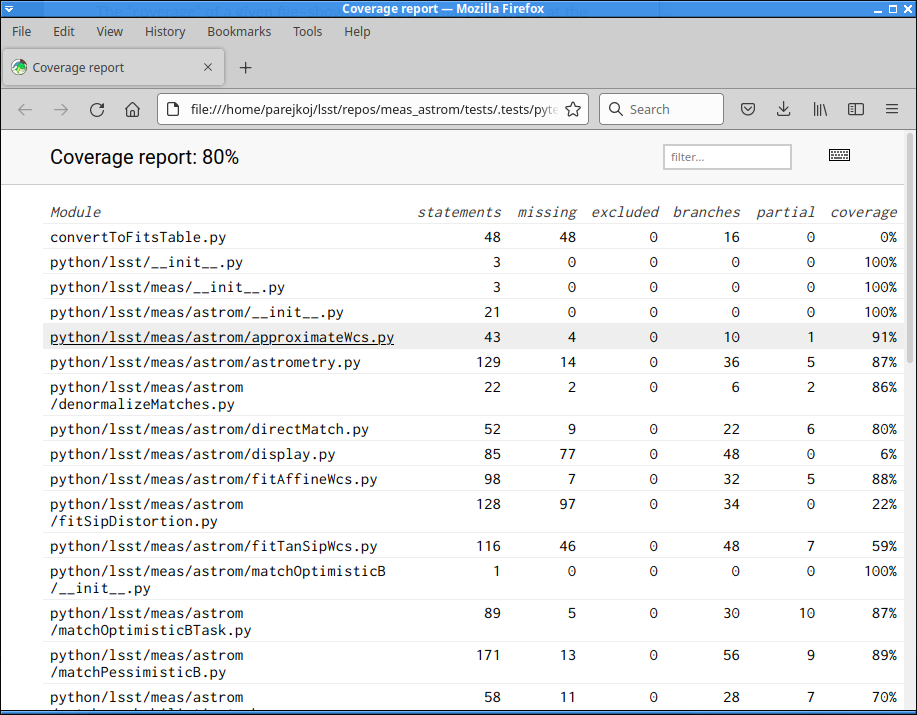 Coverage report — Mozilla Firefox
File Edit View History Bookmarks Tools Help
Coverage report
file:///home/parejkoj/lsst/repos/meas_astrom/tests/.tests/pyte
Search
Coverage report: 80%
filter...
Module statements missing excluded branches partial coverage
convertToFitsTable.py 48 48 0 16 0 0%
python/lsst/__init__.py 3 0 0 0 0 100%
python/lsst/meas/__init__.py 3 0 0 0 0 100%
python/lsst/meas/astrom/__init__.py 21 0 0 0 0 100%
python/lsst/meas/astrom/approximateWcs.py 43 4 0 10 1 91%
python/lsst/meas/astrom/astrometry.py 129 14 0 36 5 87%
python/lsst/meas/astrom 22 2 0 6 2 86%
/denormalizeMatches.py
python/lsst/meas/astrom/directMatch.py 52 9 0 22 6 80%
python/lsst/meas/astrom/display.py 85 77 0 48 0 6%
python/lsst/meas/astrom/fitAffineWcs.py 98 7 0 32 5 88%
python/lsst/meas/astrom 128 97 0 34 0 22%
/fitSipDistortion.py
python/lsst/meas/astrom/fitTanSipWcs.py 116 46 0 48 7 59%
python/lsst/meas/astrom/matchOptimisticB 1 0 0 0 0 100%
/__init__.py
python/lsst/meas/astrom 89 5 0 30 10 87%
/matchOptimisticBTask.py
python/lsst/meas/astrom 171 13 0 56 9 89%
/matchPessimisticB.py
python/lsst/meas/astrom 58 11 0 28 7 70%